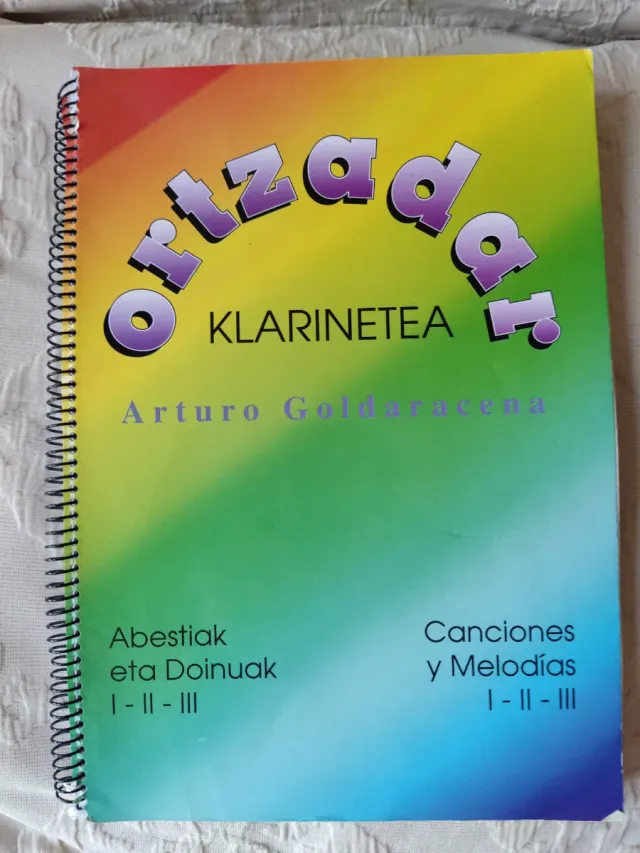 ortzadar
KLARINETEA
Arturo Goldaracena
Abestiak
eta Doinuak
I - II - III
Canciones
y Melodías
I - II - III